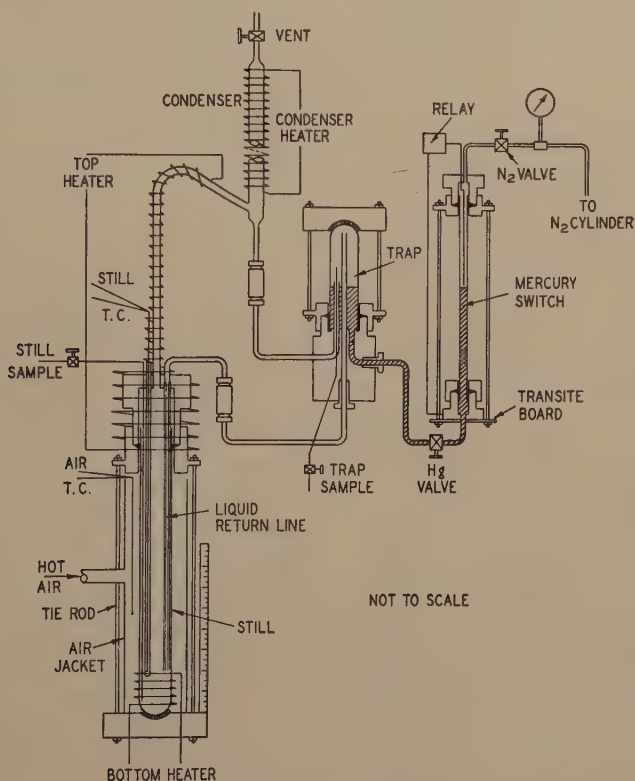 VENT
CONDENSER
CONDENSER
HEATER
RELAY
TOP
HEATER
N2 VALVE
TO
N2 CYLINDER
TRAP
STILL
T.C.
MERCURY
SWITCH
STILL
SAMPLE
TRANSITE
BOARD
AIR
T.C.
TRAP
SAMPLE
Hg
VALVE
LIQUID
RETURN LINE
HOT
AIR
NOT TO SCALE
TIE ROD
STILL
AIR
JACKET
BOTTOM HEATER